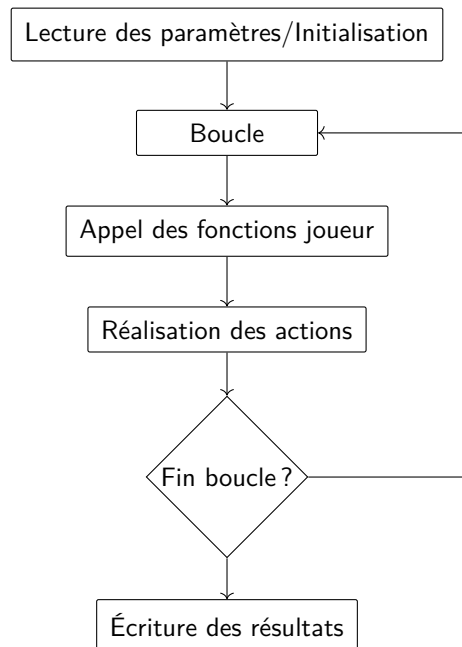 Lecture des paramètres/Initialisation
Boucle
Appel des fonctions joueur
Réalisation des actions
Fin boucle ?
Écriture des résultats